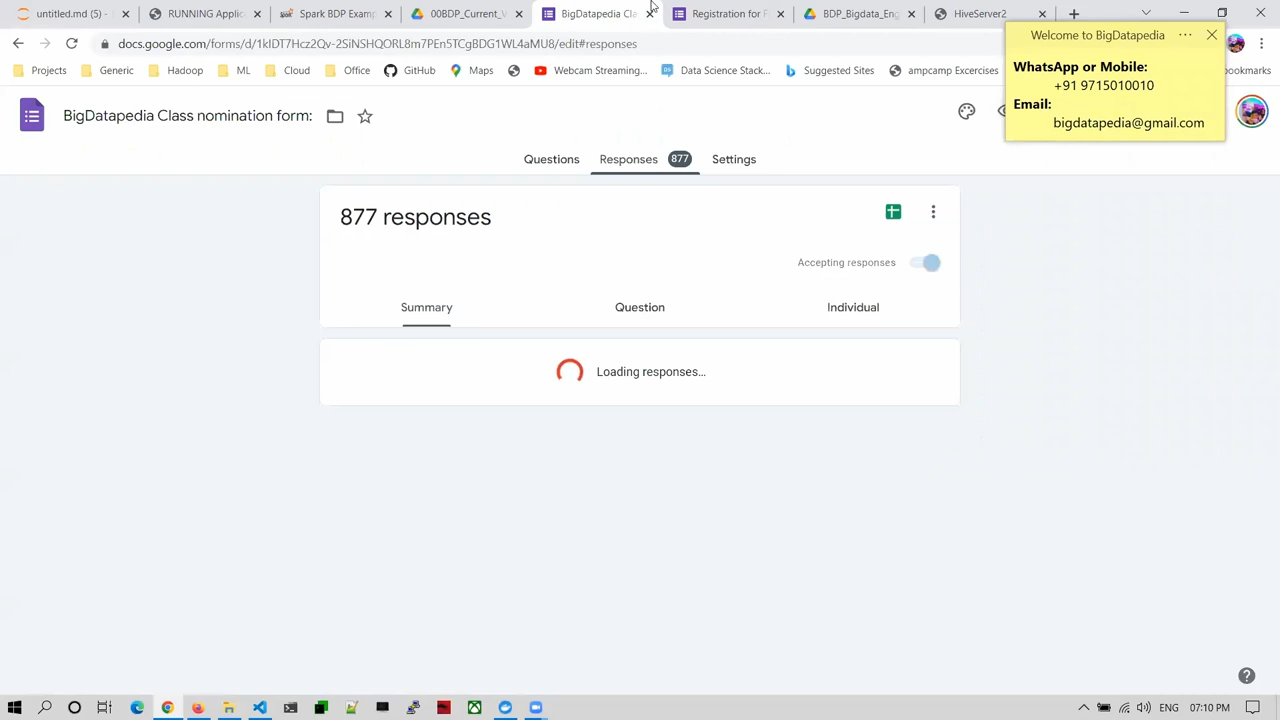 untitled.md (5) -
RUNNING Applic
Spark BDP Exam
00BDP_Current_V
BigDatapedia Cla
Registration for F
BDP_Bigdata_Eng
HiveServer2
docs.google.com/forms/d/1kIDT7Hcz2Qv-2SiNSHQORL8m7PEn5TCgBDG1WL4aMU8/edit#responses
Projects
Generic
Hadoop
ML
Cloud
Office
GitHub
Maps
Webcam Streaming...
Data Science Stack...
Suggested Sites
ampcamp Excercises
ookmarks
Welcome to BigDatapedia
WhatsApp or Mobile:
+91 9715010010
Email:
bigdatapedia@gmail.com
BigDatapedia Class nomination form:
Questions
Responses 877
Settings
877 responses
Accepting responses
Summary
Question
Individual
Loading responses...
ENG
07:10 PM